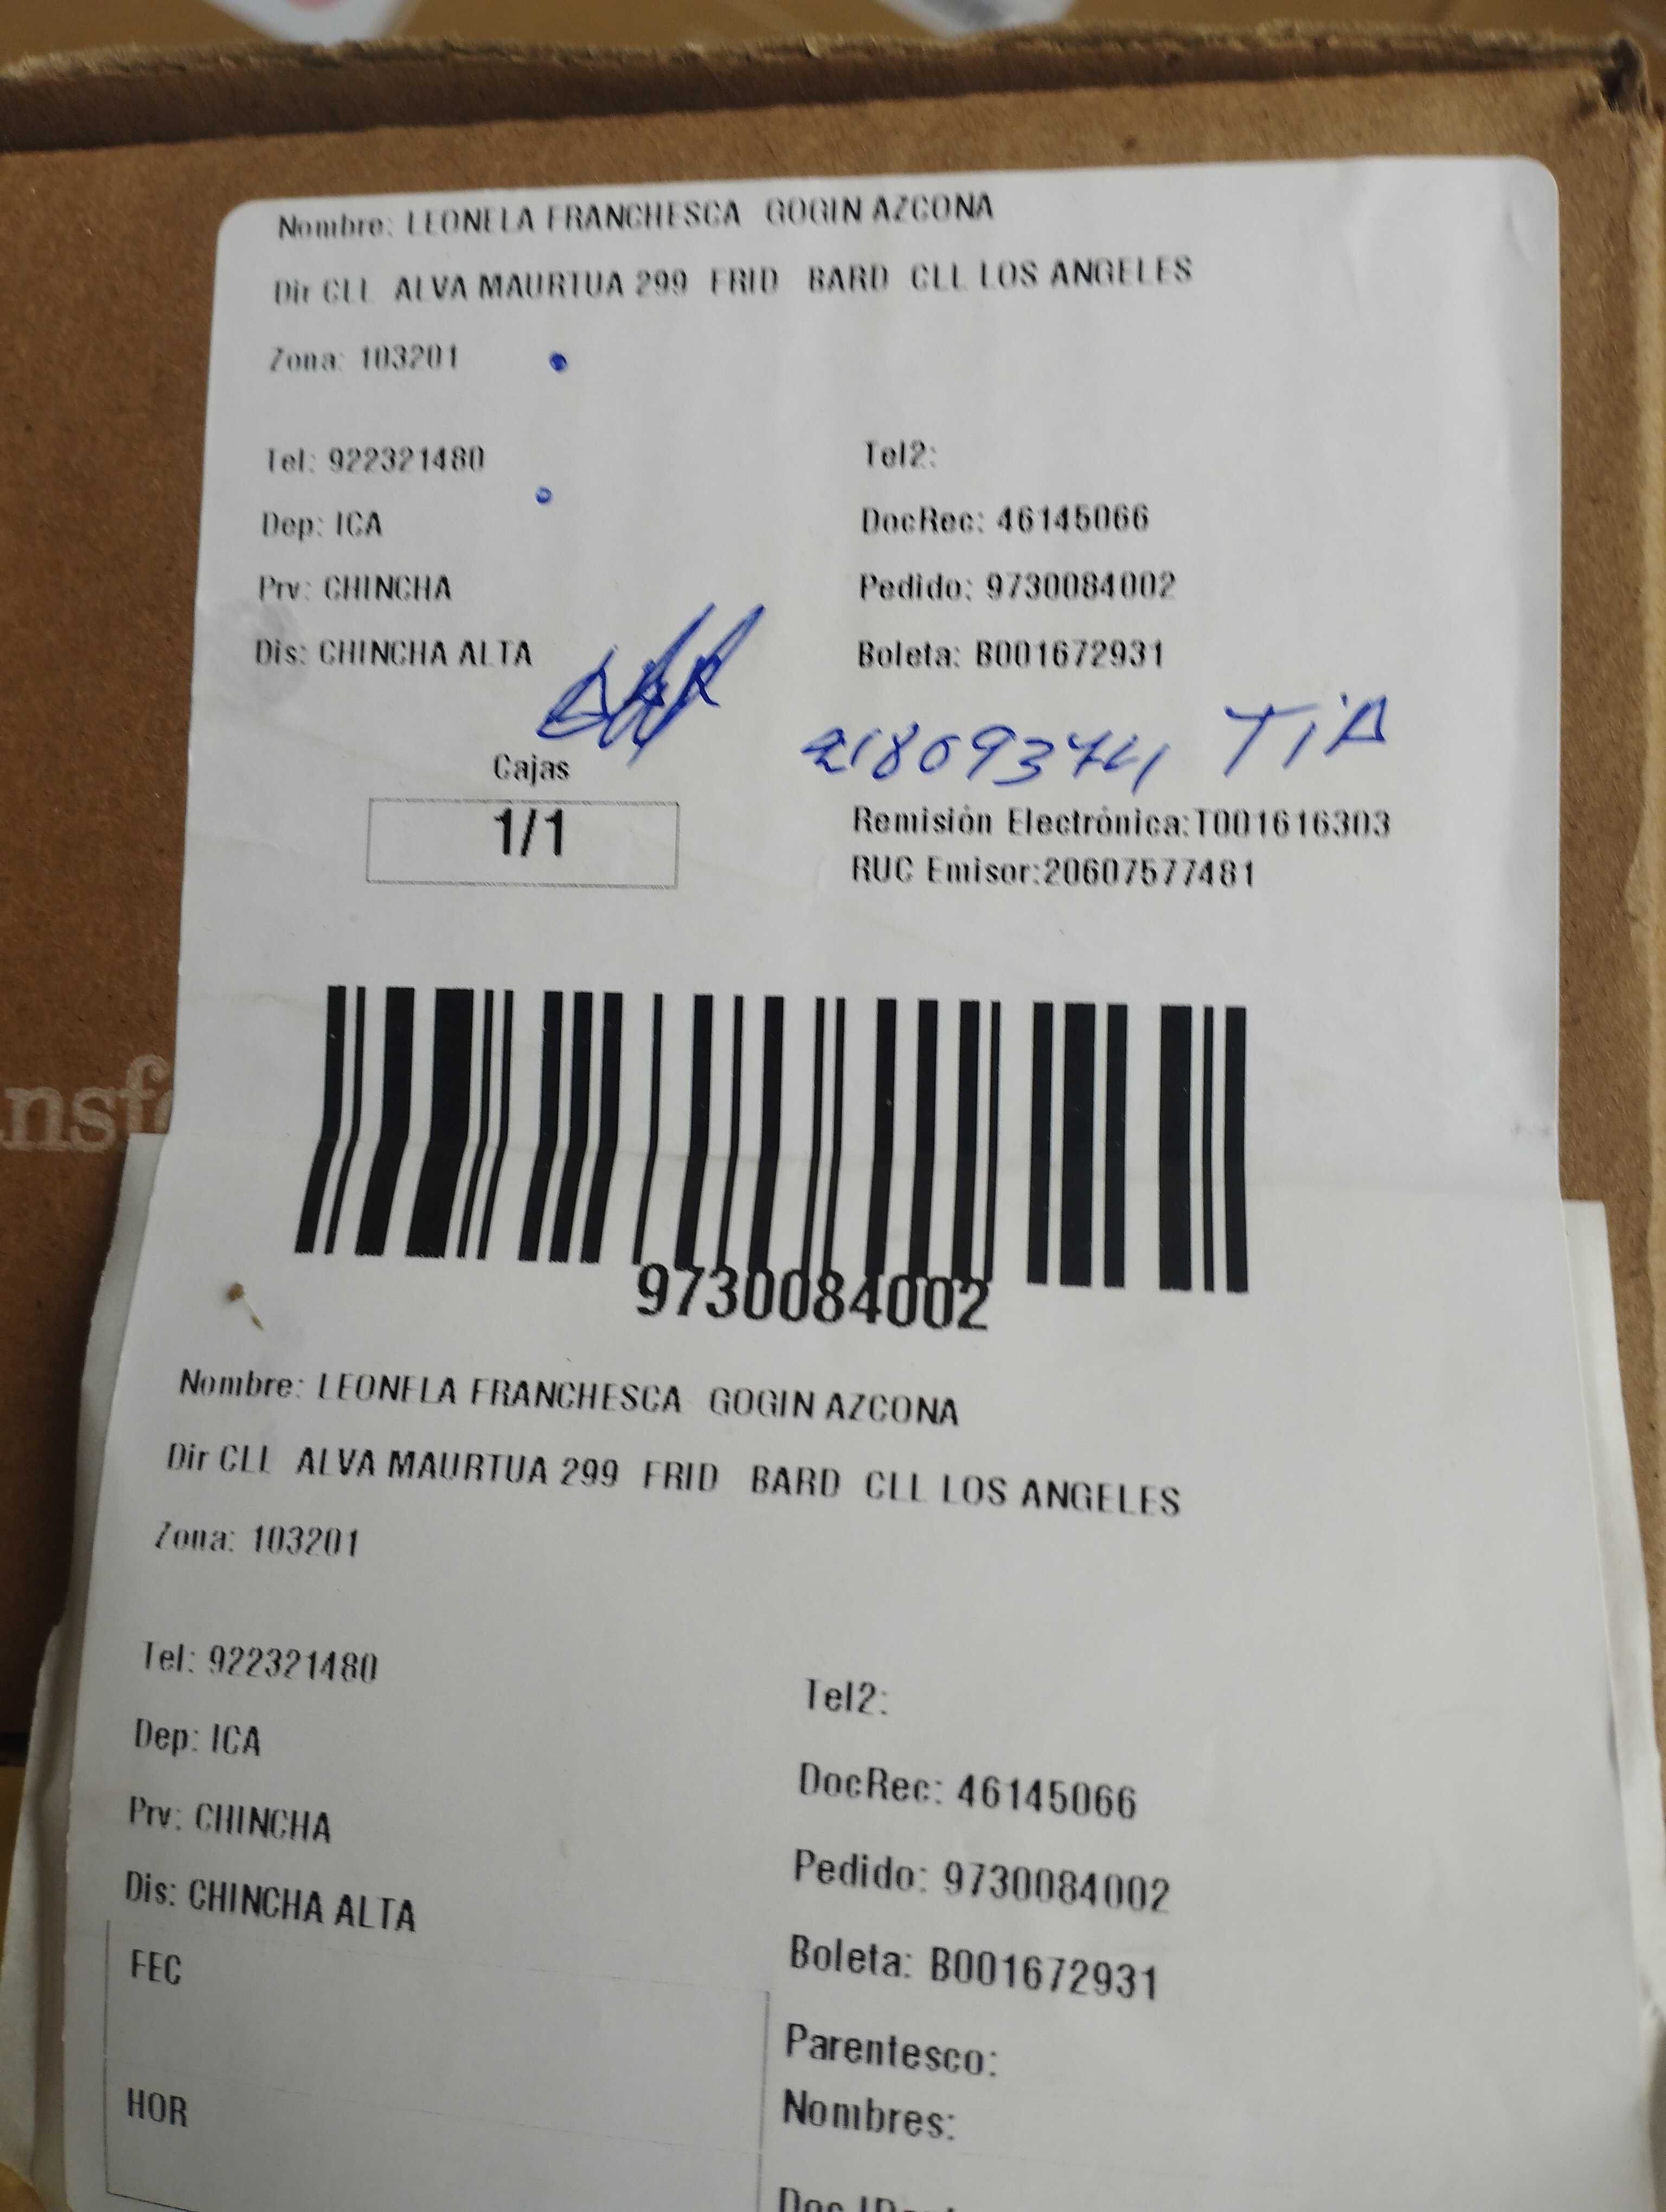 Nombre: LEONELA FRANCHESCA GOGIN AZCONA
Dir CLL ALVA MAURTUA 299 FRID BARD CLL LOS ANGELES
Zona: 103201
Tel: 922321480 Tel2:
Dep: ICA DocRec: 46145066
Prv: CHINCHA Pedido: 9730084002
Dis: CHINCHA ALTA Boleta: B001672931
21809374 TiA
Cajas
1/1
Remisión Electrónica:T001616303
RUC Emisor:20607577481
nsf
9730084002
Nombre: LEONELA FRANCHESCA GOGIN AZCONA
Dir CLL ALVA MAURTUA 299 FRID BARD CLL LOS ANGELES
Zona: 103201
Tel: 922321480 Tel2:
Dep: ICA DocRec: 46145066
Prv: CHINCHA Pedido: 9730084002
Dis: CHINCHA ALTA Boleta: B001672931
FEC
Parentesco:
HOR Nombres: